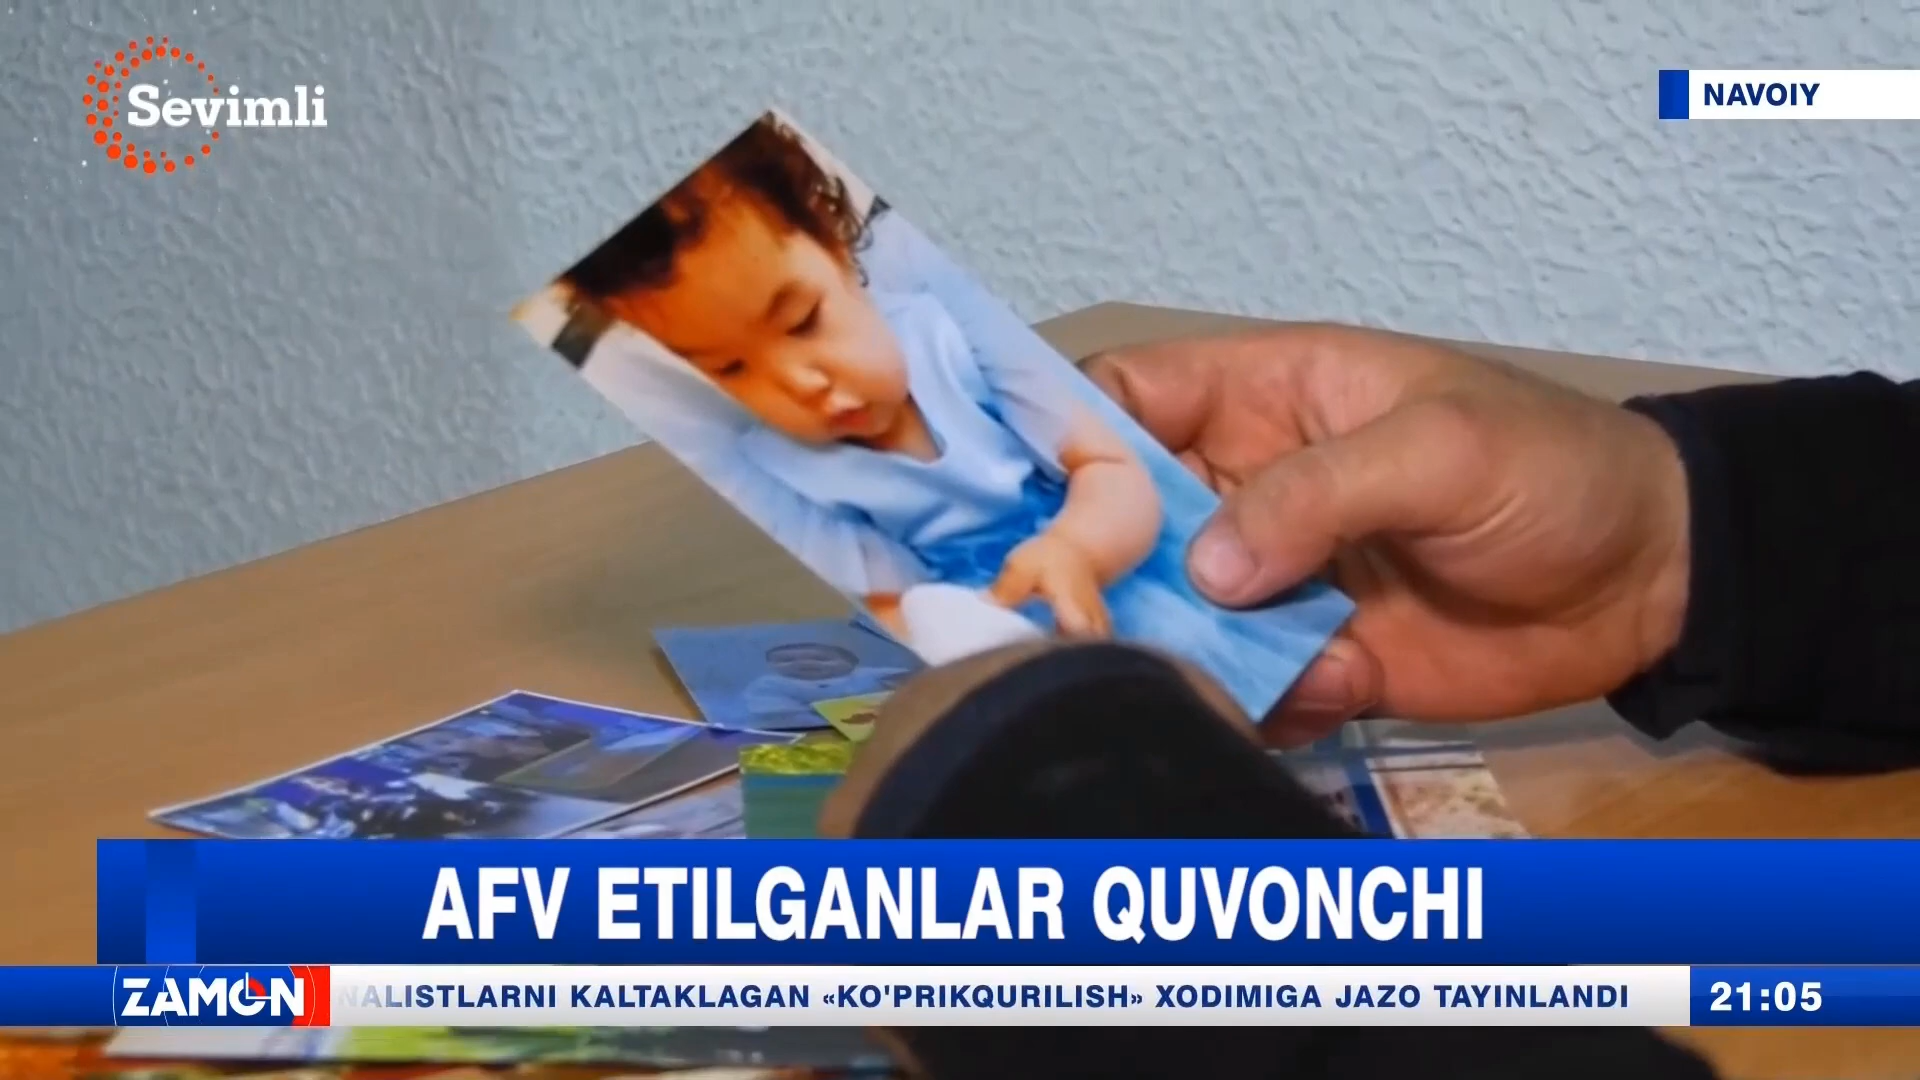 Sevimli
NAVOIY
AFV ETILGANLAR QUVONCHI
ZAMON
NALISTLARNI KALTAKLAGAN «KO'PRIKQURILISH» XODIMIGA JAZO TAYINLANDI
21:05